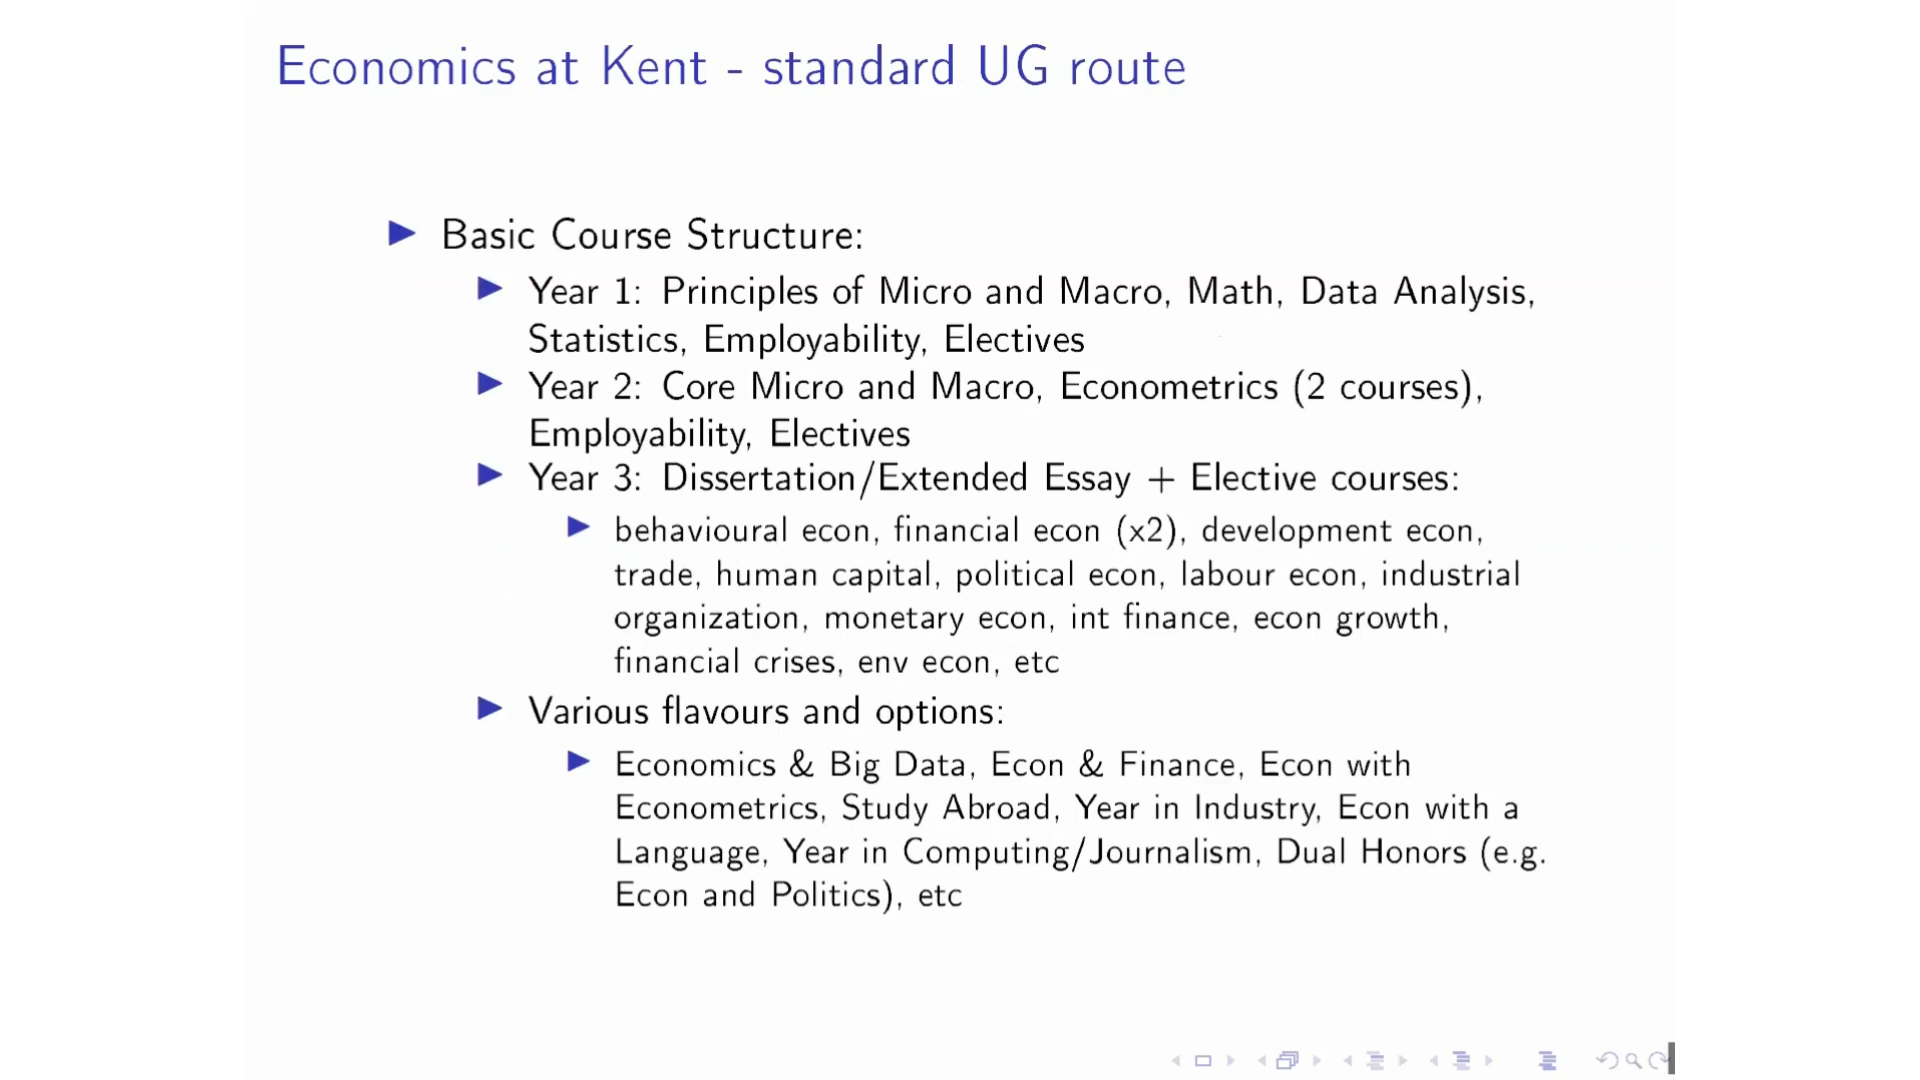 Economics at Kent - standard UG route
Basic Course Structure:
Year 1: Principles of Micro and Macro, Math, Data Analysis,
Statistics, Employability, Electives
Year 2: Core Micro and Macro, Econometrics (2 courses),
Employability, Electives
Year 3: Dissertation/Extended Essay + Elective courses:
behavioural econ, financial econ (x2), development econ,
trade, human capital, political econ, labour econ, industrial
organization, monetary econ, int finance, econ growth,
financial crises, env econ, etc
Various flavours and options:
Economics & Big Data, Econ & Finance, Econ with
Econometrics, Study Abroad, Year in Industry, Econ with a
Language, Year in Computing/Journalism, Dual Honors (e.g.
Econ and Politics), etc